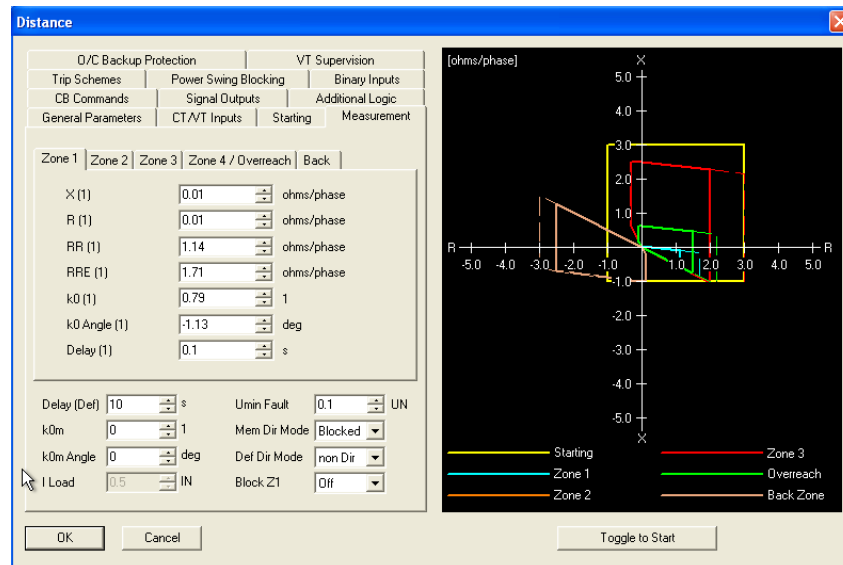 Distance
O/C Backup Protection VT Supervision
Trip Schemes Power Swing Blocking Binary Inputs
CB Commands Signal Outputs Additional Logic
General Parameters CT/VT Inputs Starting Measurement
Zone 1 Zone 2 Zone 3 Zone 4 / Overreach Back
X (1) 0.01 ohms/phase
R (1) 0.01 ohms/phase
RR (1) 1.14 ohms/phase
RRE (1) 1.71 ohms/phase
k0 (1) 0.79 1
k0 Angle (1) -1.13 deg
Delay (1) 0.1 s
Delay (Def) 10 s Umin Fault 0.1 UN
k0m 0 1 Mem Dir Mode Blocked
k0m Angle 0 deg Def Dir Mode non Dir
I Load 0.5 IN Block Z1 Off
OK Cancel
[ohms/phase] X
5.0
4.0
3.0
2.0
1.0
R R
-5.0 -4.0 -3.0 -2.0 -1.0 1.0 2.0 3.0 4.0 5.0
-1.0
-3.0
-4.0
-5.0
X
Starting Zone 3
Zone 1 Overreach
Zone 2 Back Zone
Toggle to Start